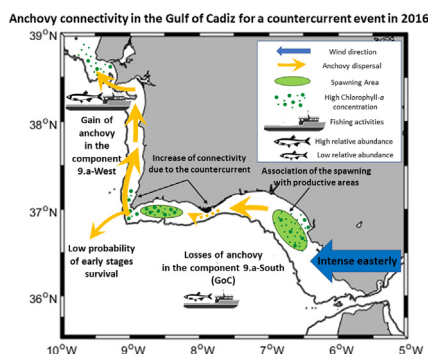 Anchovy connectivity in the Gulf of Cadiz for a countercurrent event in 2016
39°N
38°N
37°N
36°N
10°W
9°W
8°W
7°W
6°W
5°W
Wind direction
Anchovy dispersal
Spawning Area
High Chlorophyll-a
concentration
Fishing activities
High relative abundance
Low relative abundance
Gain of
anchovy
in the
component
9.a-West
Increase of connectivity
due to the countercurrent
Association of the spawning
with productive areas
Low probability
of early stages
survival
Losses of anchovy
in the component 9.a-South
(GoC)
Intense easterly